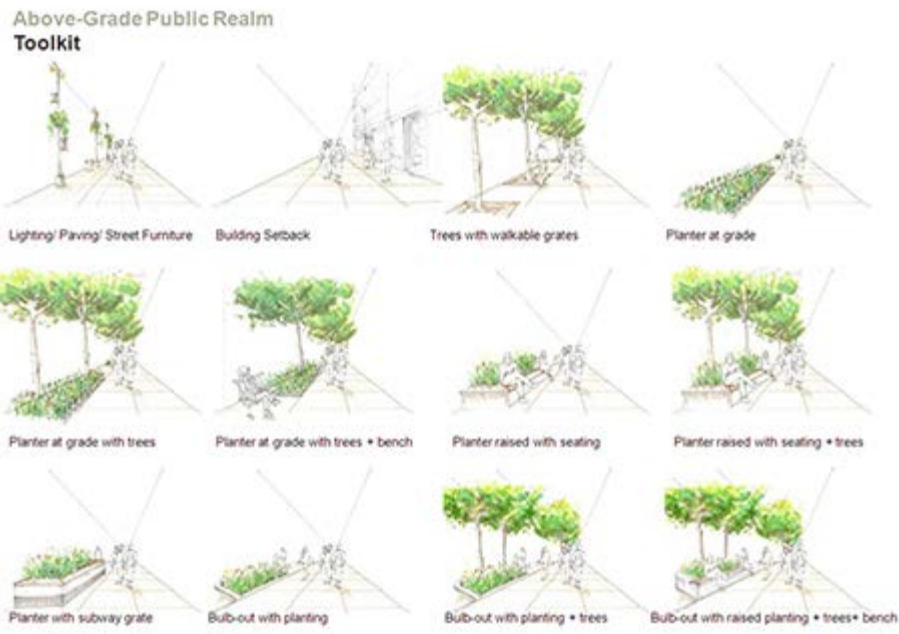 Above-Grade Public Realm
Toolkit
Lighting/ Paving/ Street Furniture
Building Setback
Trees with walkable grates
Planter at grade
Planter at grade with trees
Planter at grade with trees + bench
Planter raised with seating
Planter raised with seating + trees
Planter with subway grate
Bulb-out with planting
Bulb-out with planting + trees
Bulb-out with raised planting + trees+ bench